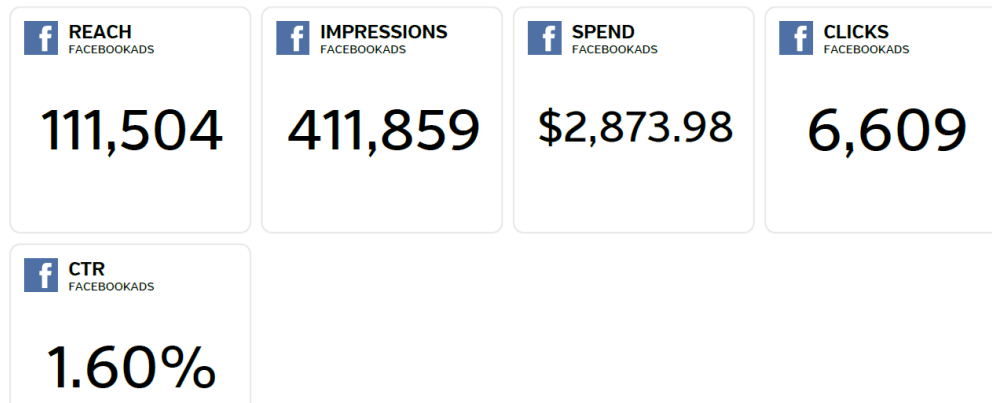 REACH
FACEBOOKADS
111,504
IMPRESSIONS
FACEBOOKADS
411,859
SPEND
FACEBOOKADS
$2,873.98
CLICKS
FACEBOOKADS
6,609
CTR
FACEBOOKADS
1.60%